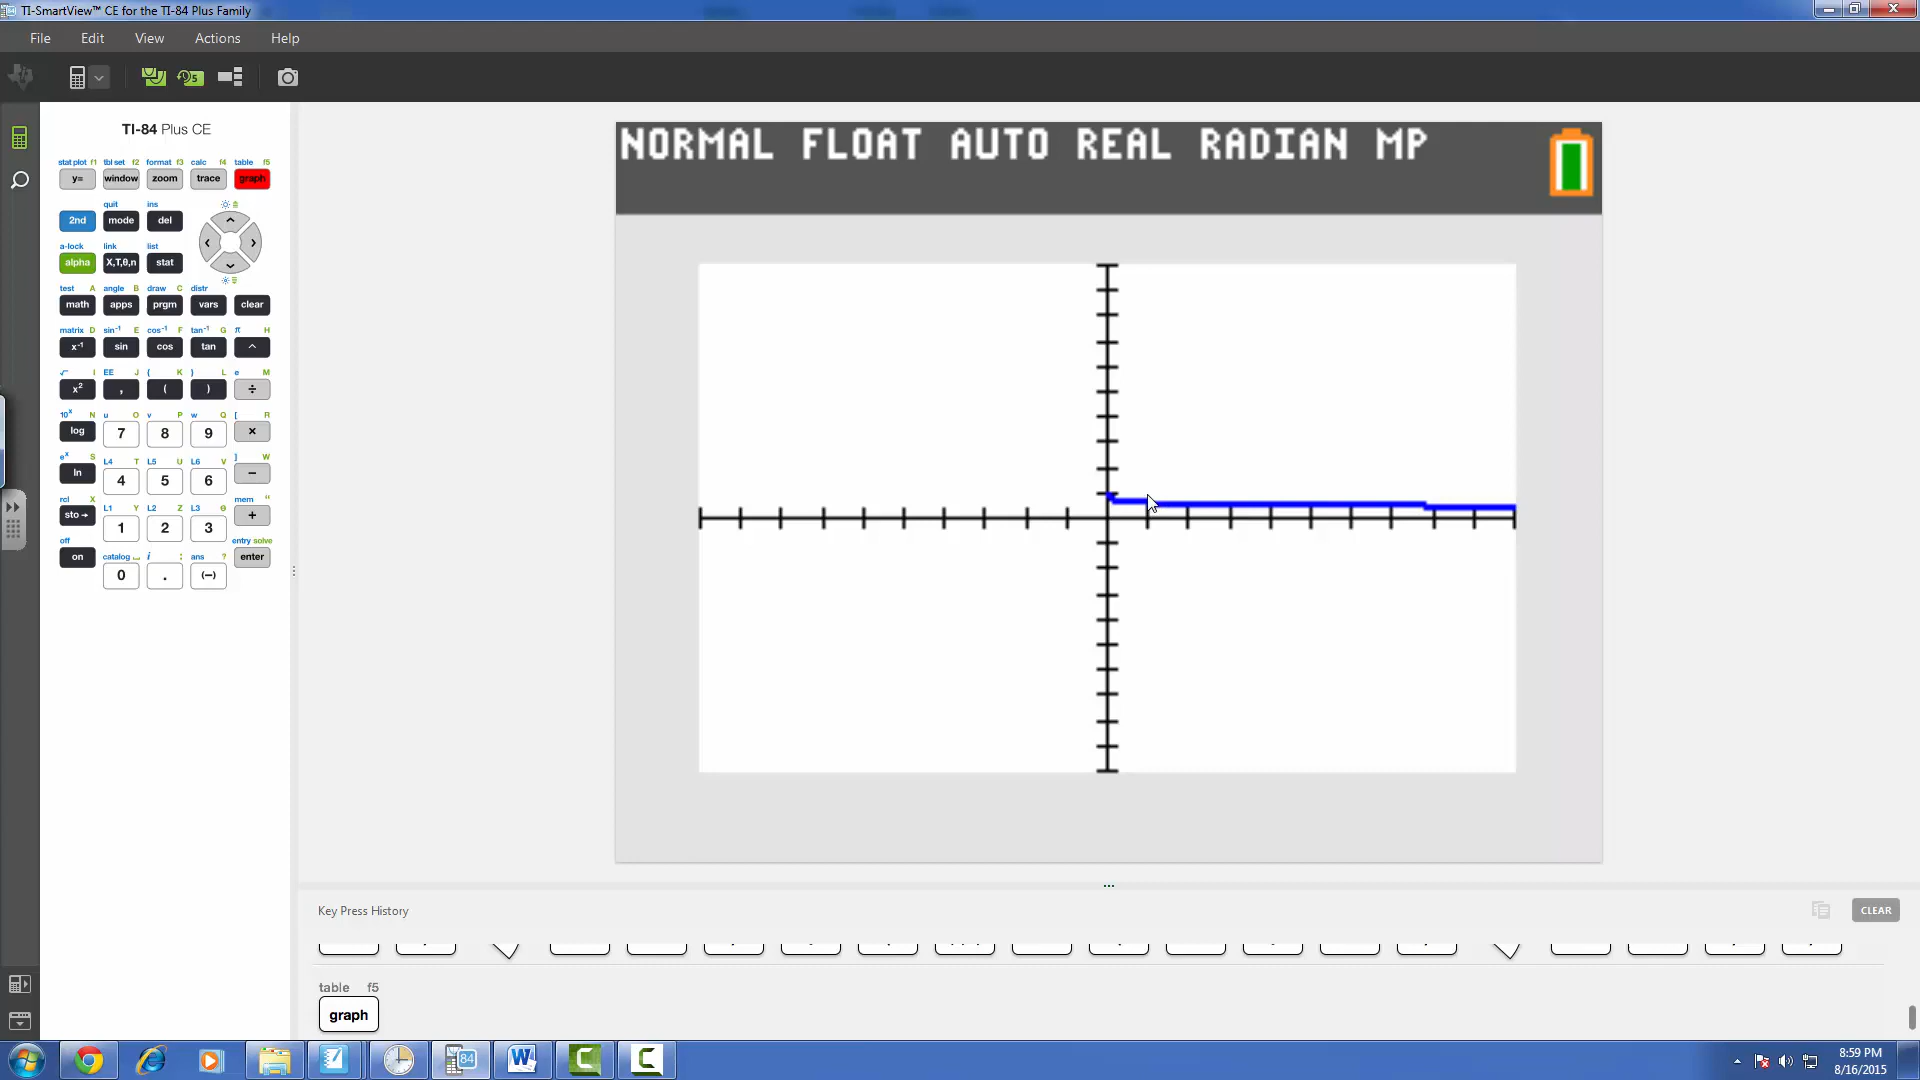 TI-SmartView™ CE for the TI-84 Plus Family
File Edit View Actions Help
TI-84 Plus CE
stat plot f1 tbl set f2 format f3 calc f4 table f5
y= window zoom trace graph
quit ins
2nd mode del
a-lock link list
alpha X,T,θ,n stat
test A angle B draw C distr
math apps prgm vars clear
matrix D sin⁻¹ E cos⁻¹ F tan⁻¹ G π H
x⁻¹ sin cos tan ^
√ I EE J { K } L e M
x² , ( ) ÷
10ˣ N u O v P w Q [ R
log 7 8 9 ×
eˣ S L4 T L5 U L6 V ] W
ln 4 5 6 −
rcl X L1 Y L2 Z L3 θ mem "
sto→ 1 2 3 +
off catalog ⎵ i : ans ? entry solve
on 0 . (−) enter
NORMAL FLOAT AUTO REAL RADIAN MP
Key Press History
CLEAR
table f5
graph
84
8:59 PM
8/16/2015